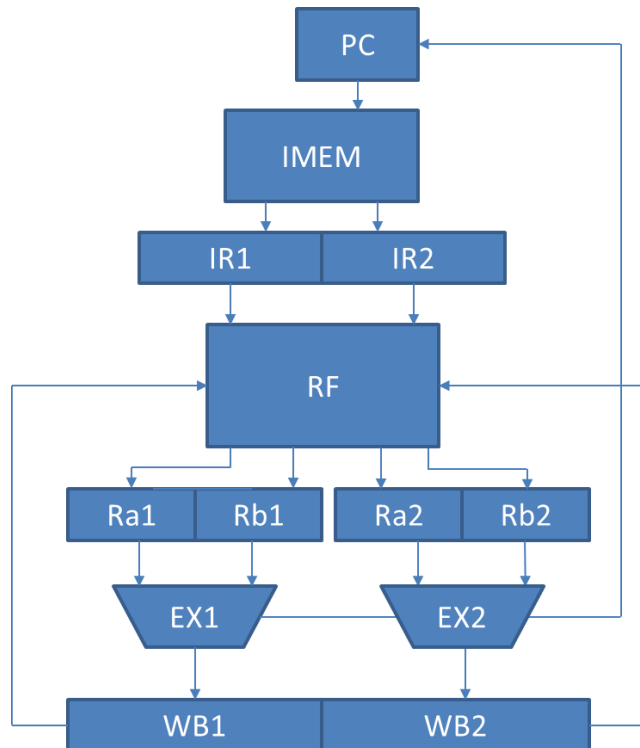 PC
IMEM
IR1 IR2
RF
Ra1 Rb1 Ra2 Rb2
EX1 EX2
WB1 WB2